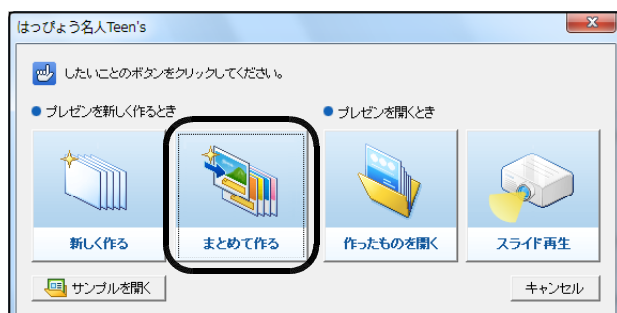 はっぴょう名人Teen's
したいことのボタンをクリックしてください。
プレゼンを新しく作るとき
プレゼンを開くとき
新しく作る
まとめて作る
作ったものを開く
スライド再生
サンプルを開く
キャンセル